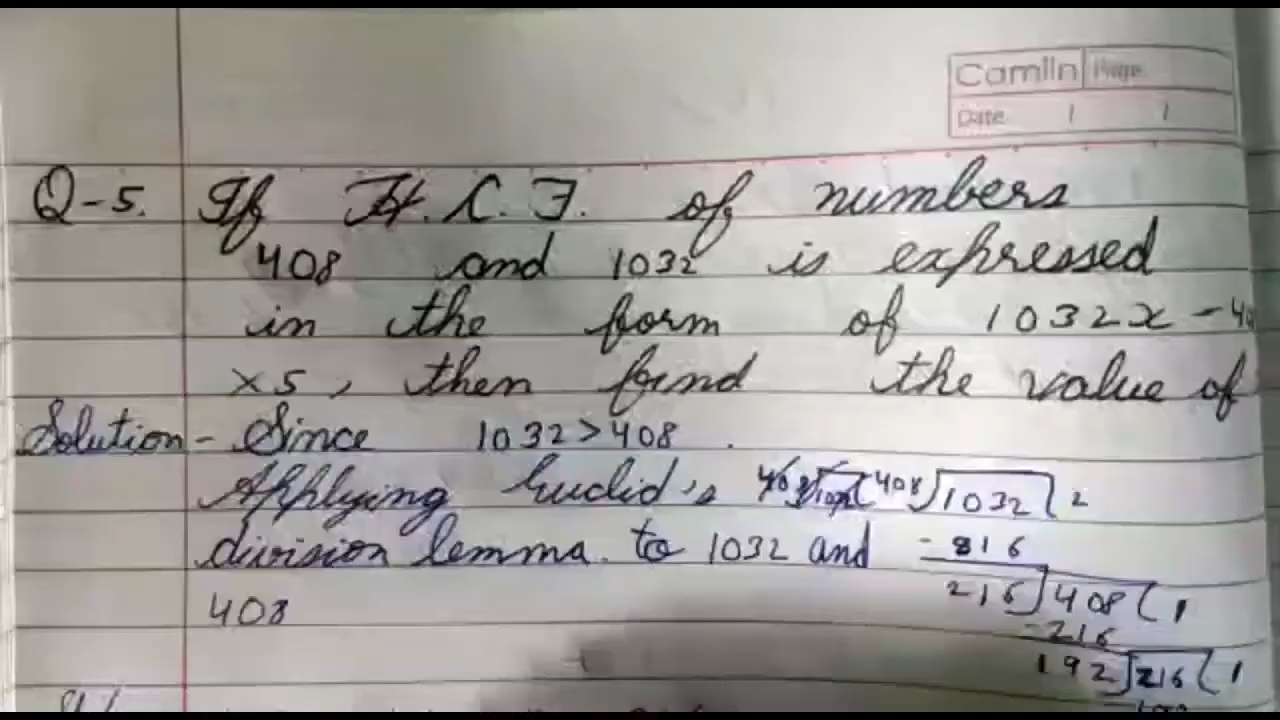 Camlin Page
Date / /
Q-5. If H.C.F. of numbers
408 and 1032 is expressed
in the form of 1032x - 40
x5, then find the value of
Solution - Since 1032>408.
Applying Euclid's 408)1032(2
division lemma. to 1032 and -816
408 216)408(1
-216
192)216(1